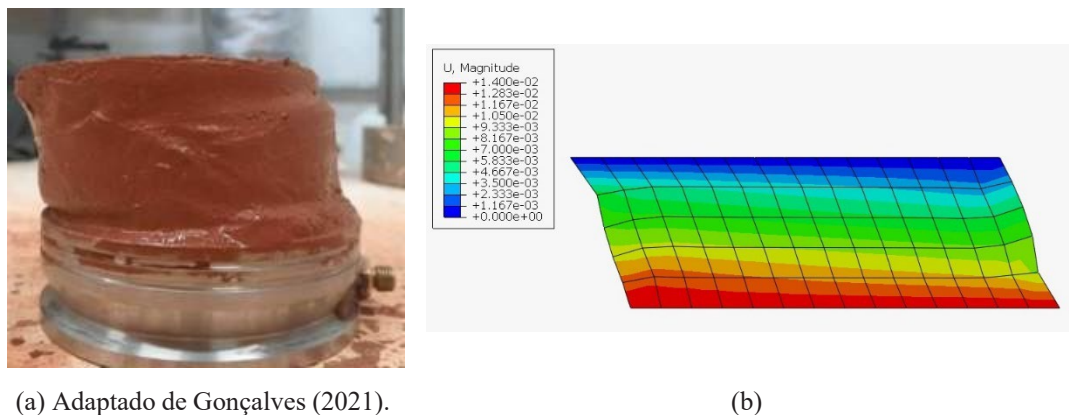 U, Magnitude
+1.400e-02
+1.283e-02
+1.167e-02
+1.050e-02
+9.333e-03
+8.167e-03
+7.000e-03
+5.833e-03
+4.667e-03
+3.500e-03
+2.333e-03
+1.167e-03
+0.000e+00
(a) Adaptado de Gonçalves (2021).
(b)